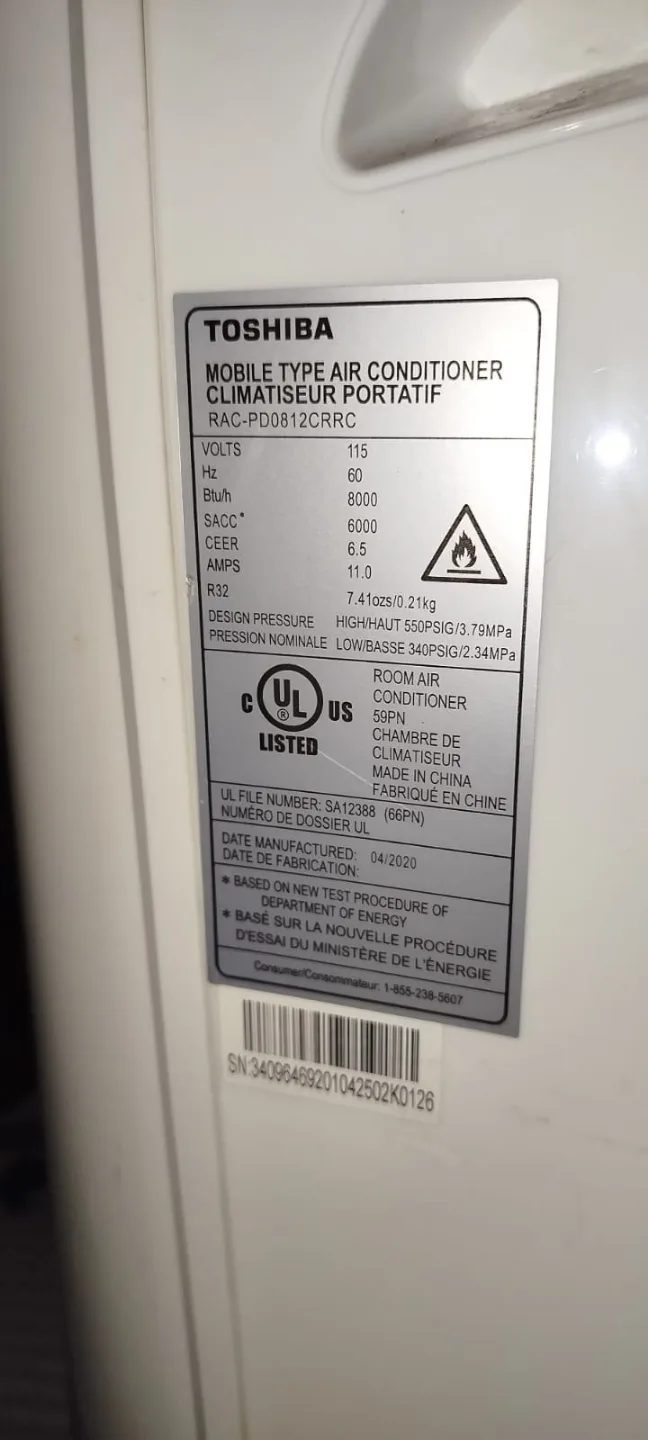 TOSHIBA
MOBILE TYPE AIR CONDITIONER
CLIMATISEUR PORTATIF
RAC-PD0812CRRC
VOLTS 115
Hz 60
Btu/h 8000
SACC* 6000
CEER 6.5
AMPS 11.0
R32 7.41ozs/0.21kg
DESIGN PRESSURE HIGH/HAUT 550PSIG/3.79MPa
PRESSION NOMINALE LOW/BASSE 340PSIG/2.34MPa
C UL ® US
LISTED
ROOM AIR
CONDITIONER
59PN
CHAMBRE DE
CLIMATISEUR
MADE IN CHINA
FABRIQUÉ EN CHINE
UL FILE NUMBER: SA12388 (66PN)
NUMÉRO DE DOSSIER UL
DATE MANUFACTURED: 04/2020
DATE DE FABRICATION:
* BASED ON NEW TEST PROCEDURE OF
DEPARTMENT OF ENERGY
* BASÉ SUR LA NOUVELLE PROCÉDURE
D'ESSAI DU MINISTÈRE DE L'ÉNERGIE
Consumer/Consommateur: 1-855-238-5607
SN:34096469201042502K0126